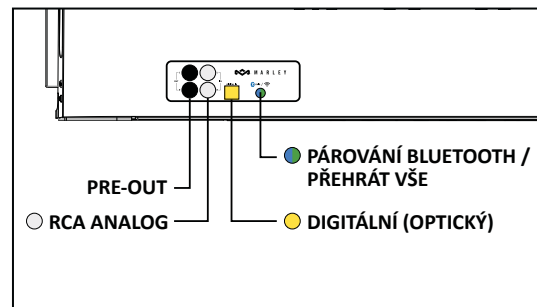 MARLEY
PÁROVÁNÍ BLUETOOTH /
PŘEHRÁT VŠE
PRE-OUT
RCA ANALOG
DIGITÁLNÍ (OPTICKÝ)